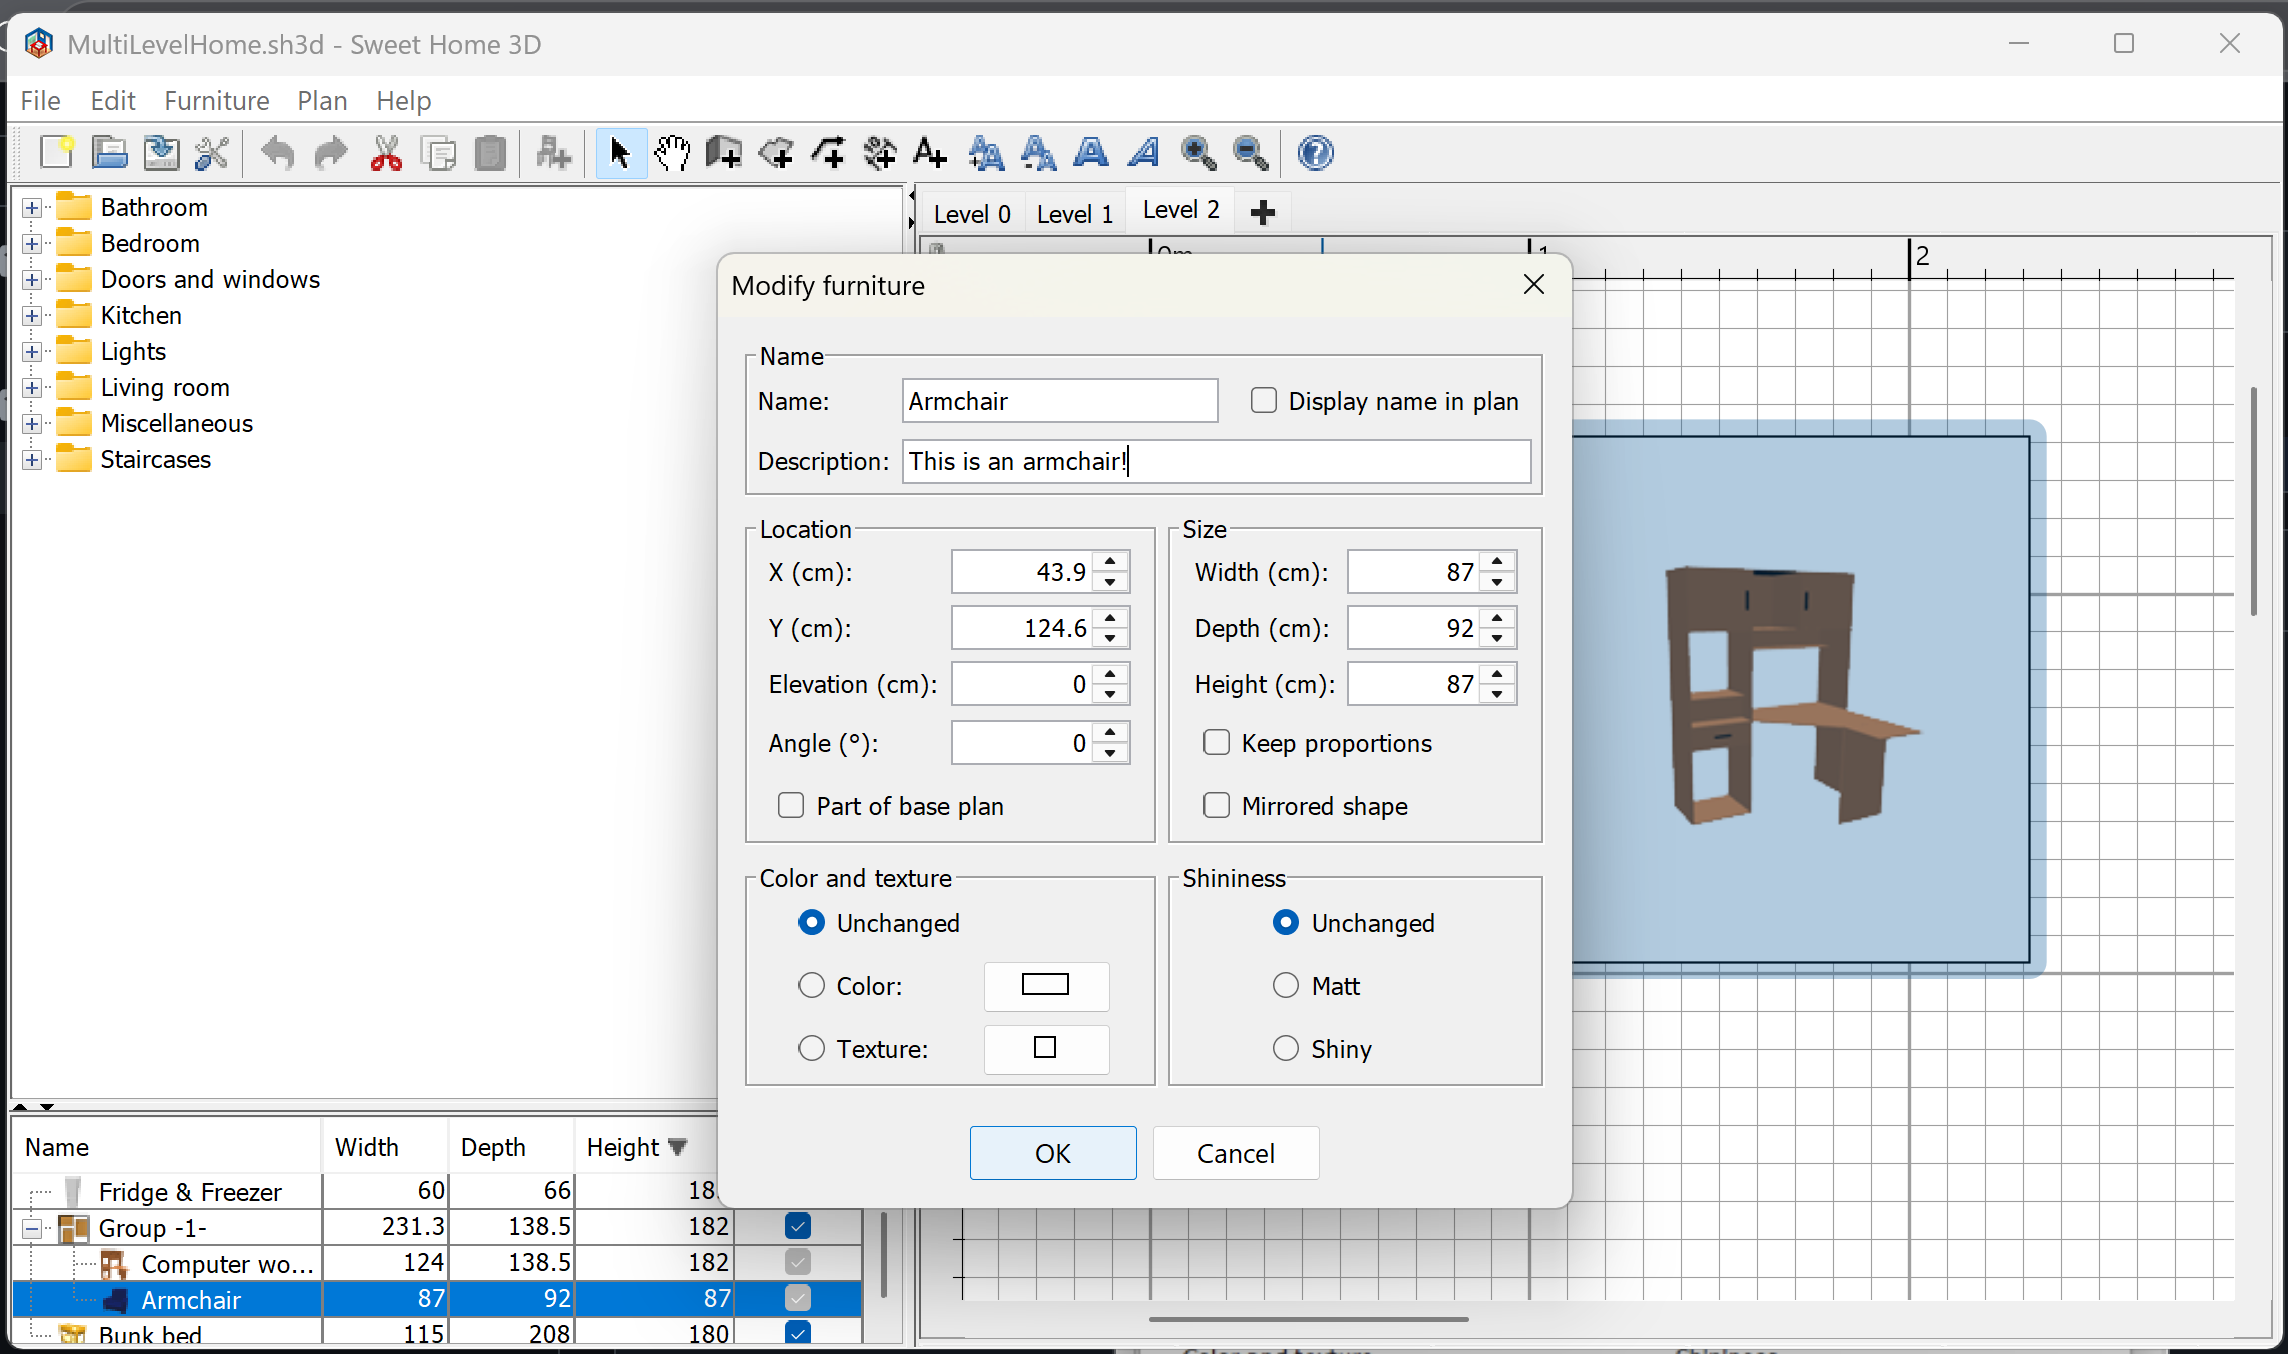 MultiLevelHome.sh3d - Sweet Home 3D
File Edit Furniture Plan Help
Bathroom
Bedroom
Doors and windows
Kitchen
Lights
Living room
Miscellaneous
Staircases
Level 0 Level 1 Level 2
0m 1 2
Modify furniture
Name
Name: Armchair Display name in plan
Description: This is an armchair!
Location
X (cm): 43.9
Y (cm): 124.6
Elevation (cm): 0
Angle (°): 0
Part of base plan
Size
Width (cm): 87
Depth (cm): 92
Height (cm): 87
Keep proportions
Mirrored shape
Color and texture
Unchanged
Color:
Texture:
Shininess
Unchanged
Matt
Shiny
OK Cancel
Name Width Depth Height
Fridge & Freezer 60 66
Group -1- 231.3 138.5 182
Computer wo... 124 138.5 182
Armchair 87 92 87
Bunk bed 115 208 180